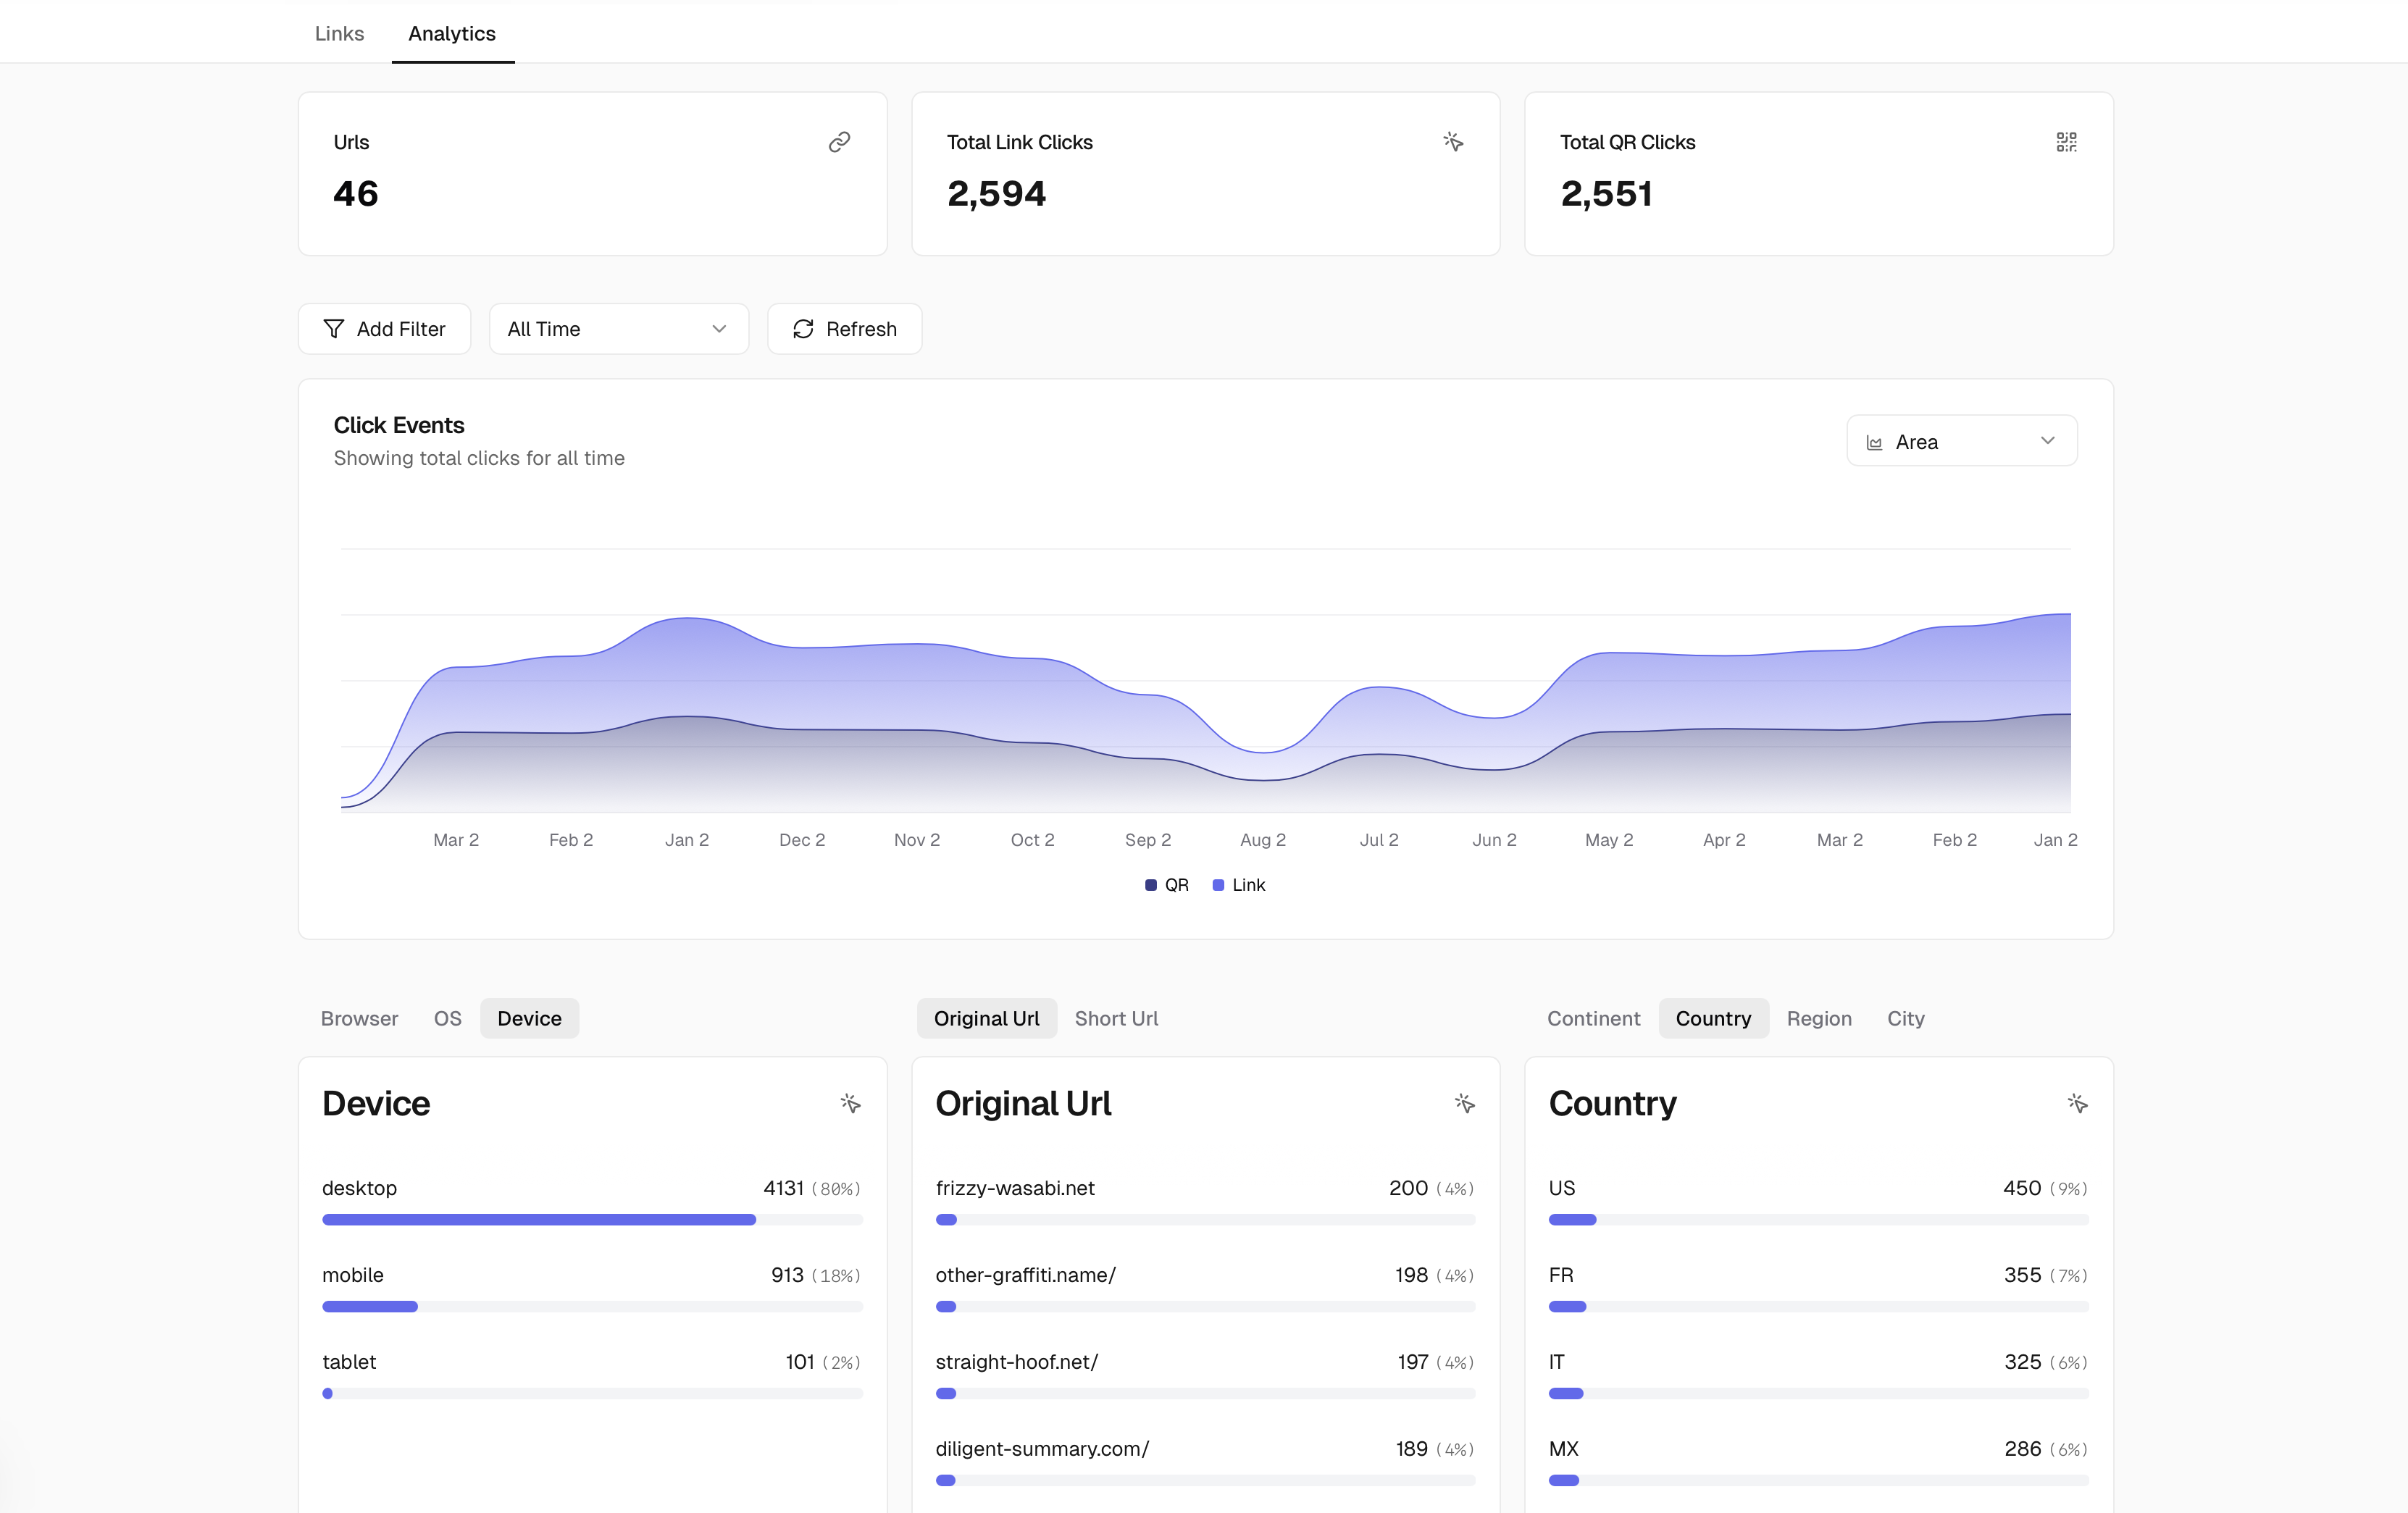 Links Analytics
Urls
46
Total Link Clicks
2,594
Total QR Clicks
2,551
Add Filter All Time Refresh
Click Events
Showing total clicks for all time
Area
Mar 2 Feb 2 Jan 2 Dec 2 Nov 2 Oct 2 Sep 2 Aug 2 Jul 2 Jun 2 May 2 Apr 2 Mar 2 Feb 2 Jan 2
QR Link
Browser OS Device
Original Url Short Url
Continent Country Region City
Device
desktop 4131 (80%)
mobile 913 (18%)
tablet 101 (2%)
Original Url
frizzy-wasabi.net 200 (4%)
other-graffiti.name/ 198 (4%)
straight-hoof.net/ 197 (4%)
diligent-summary.com/ 189 (4%)
Country
US 450 (9%)
FR 355 (7%)
IT 325 (6%)
MX 286 (6%)